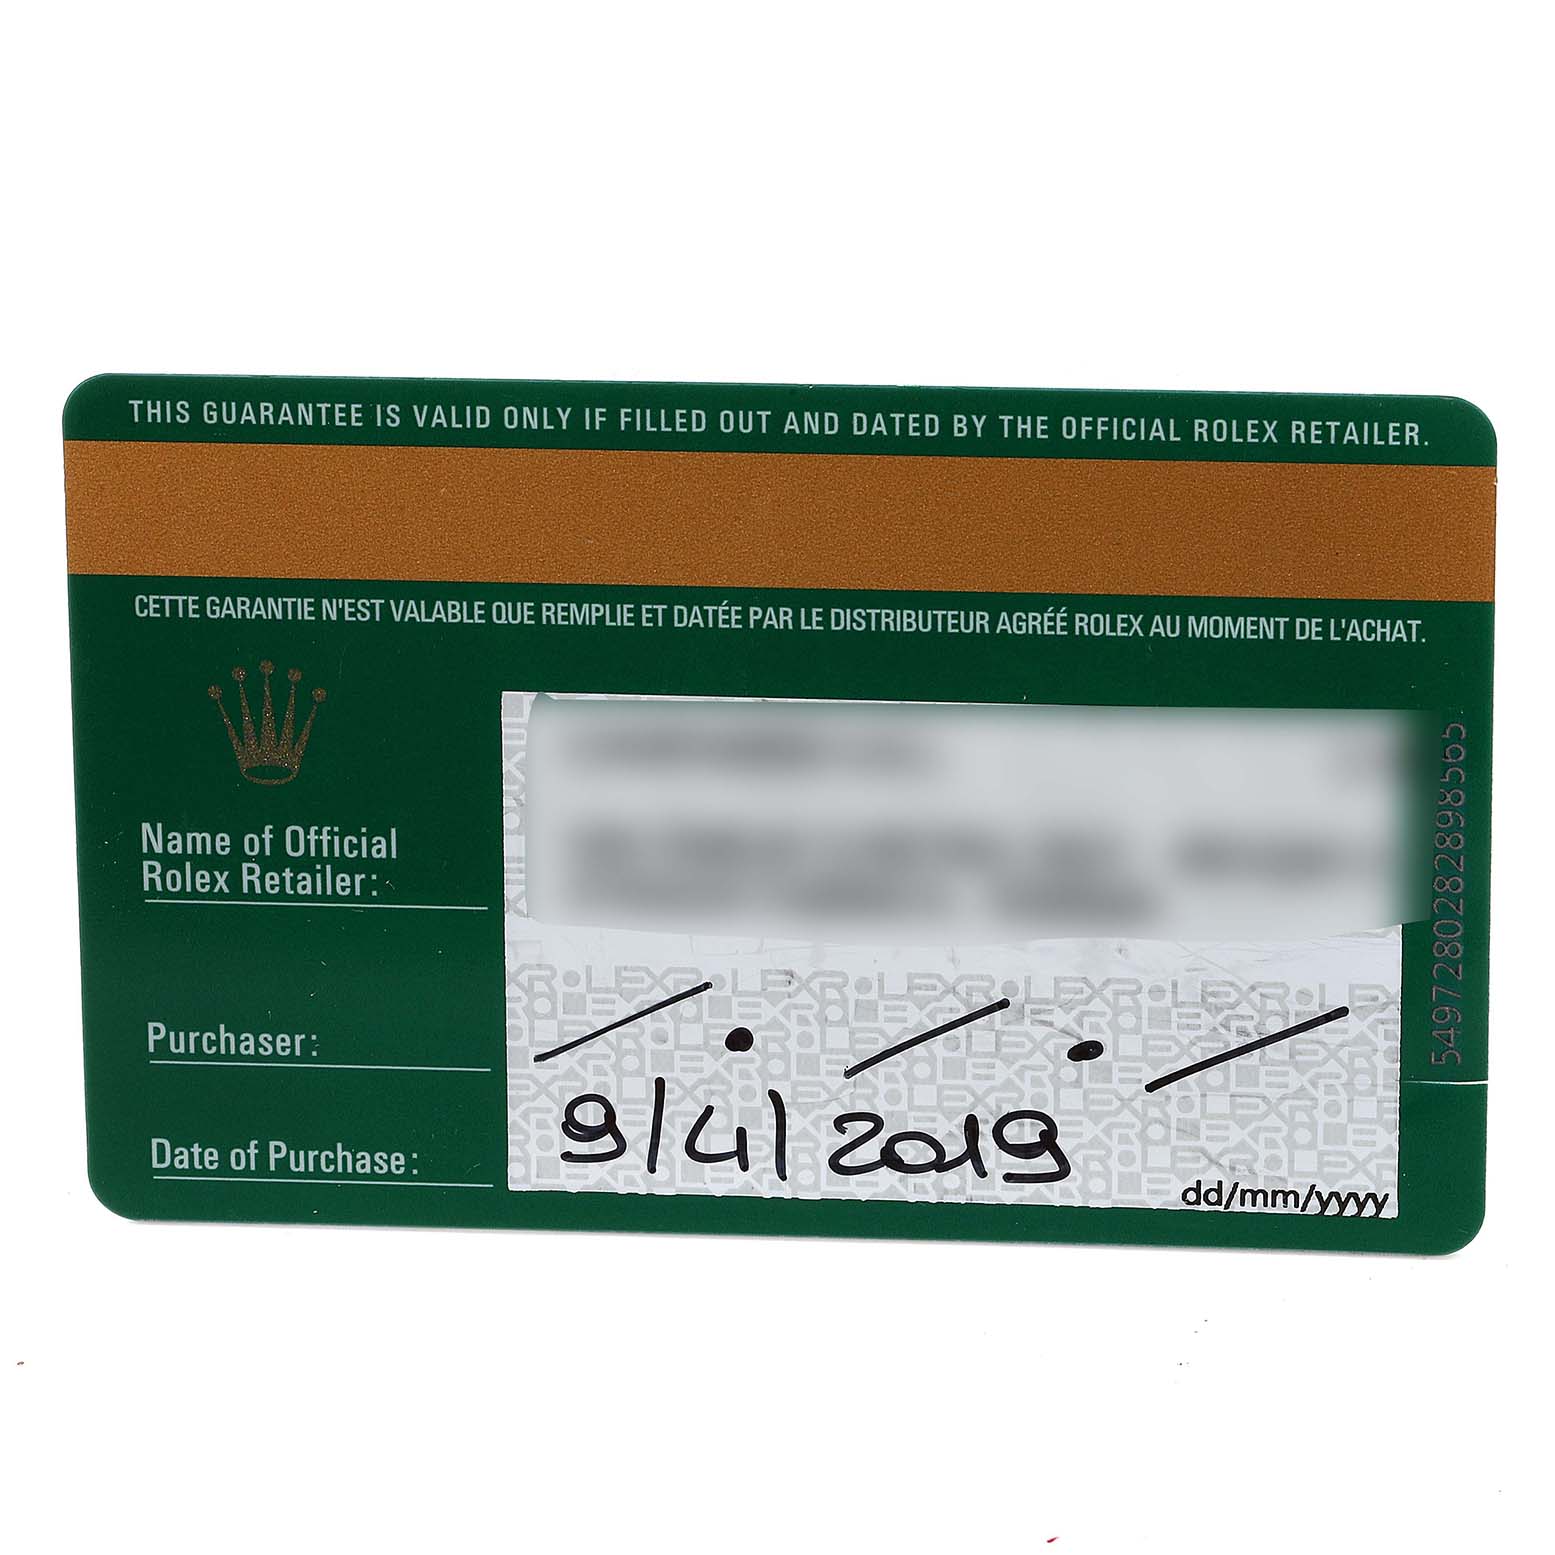 THIS GUARANTEE IS VALID ONLY IF FILLED OUT AND DATED BY THE OFFICIAL ROLEX RETAILER.
CETTE GARANTIE N'EST VALABLE QUE REMPLIE ET DATÉE PAR LE DISTRIBUTEUR AGRÉÉ ROLEX AU MOMENT DE L'ACHAT.
Name of Official
Rolex Retailer:
Purchaser:
Date of Purchase:
9/4/2019
dd/mm/yyyy
5497280282898565